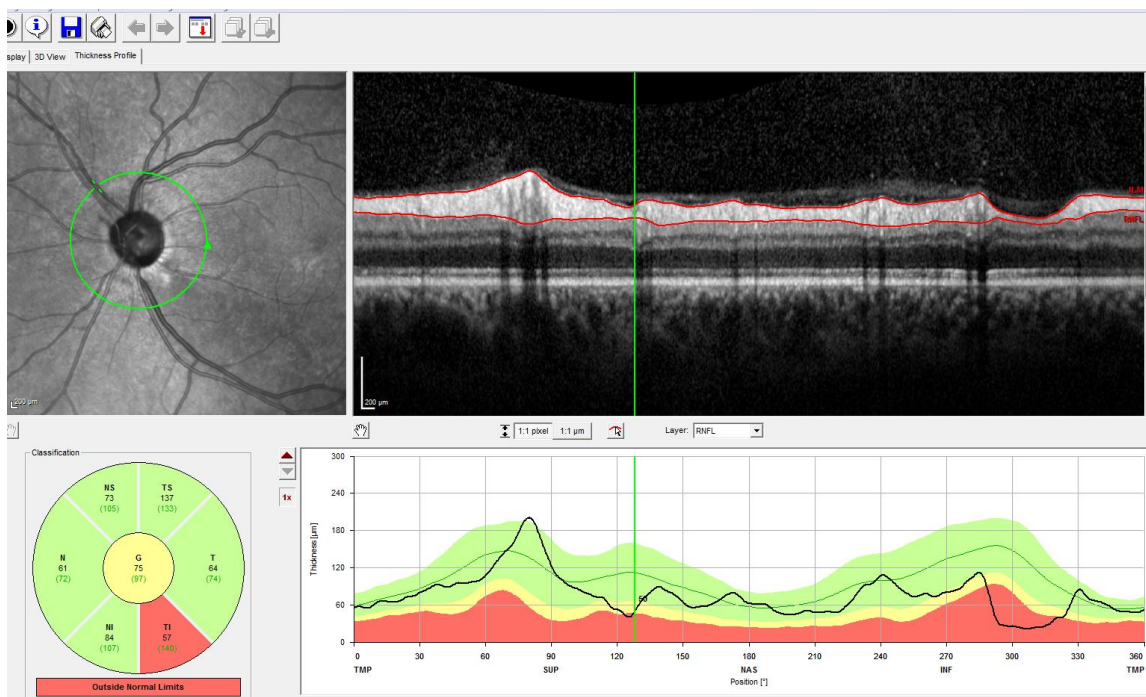 splay
3D View
Thickness Profile
200 µm
ILM
RNFL
200 µm
1:1 pixel
1:1 µm
Layer:
RNFL
Classification
NS
73
(105)
TS
137
(133)
N
61
(72)
G
75
(97)
T
64
(74)
NI
84
(107)
TI
57
(140)
Outside Normal Limits
1x
Thickness [µm]
300
240
180
120
60
0
50
0 30 60 90 120 150 180 210 240 270 300 330 360
TMP SUP NAS INF TMP
Position [°]